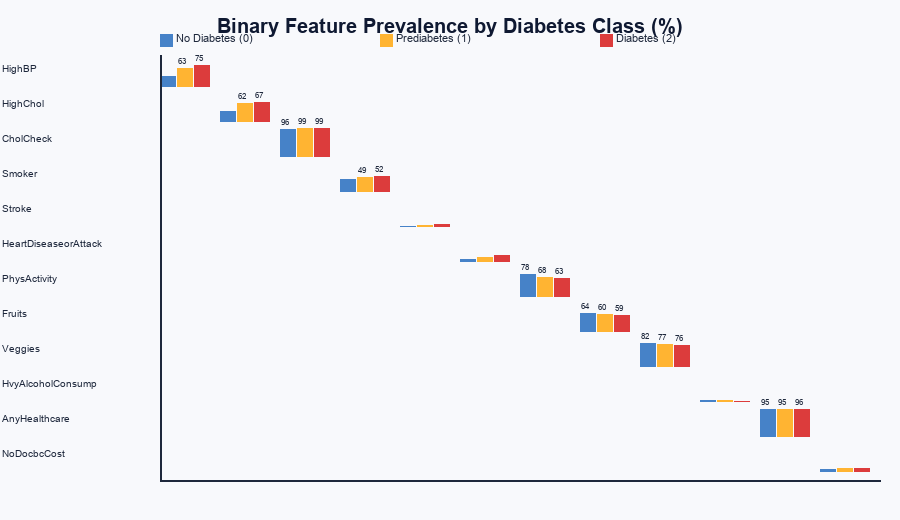 Binary Feature Prevalence by Diabetes Class (%)
No Diabetes (0) Prediabetes (1) Diabetes (2)
HighBP 63 75
HighChol 62 67
CholCheck 96 99 99
Smoker 49 52
Stroke
HeartDiseaseorAttack
PhysActivity 78 68 63
Fruits 64 60 59
Veggies 82 77 76
HvyAlcoholConsump
AnyHealthcare 95 95 96
NoDocbcCost